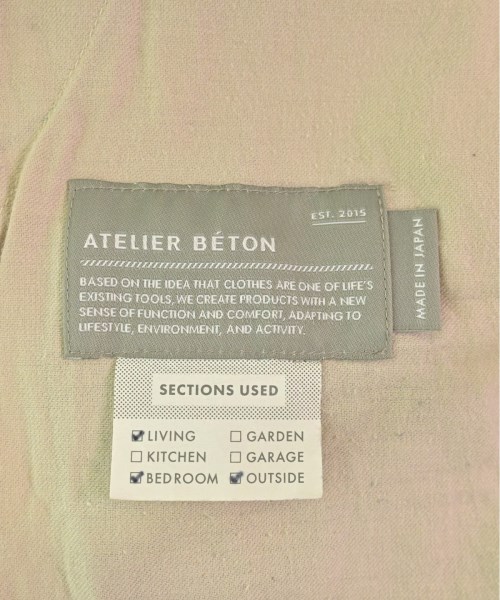 EST. 2015
ATELIER BÉTON
BASED ON THE IDEA THAT CLOTHES ARE ONE OF LIFE'S
EXISTING TOOLS, WE CREATE PRODUCTS WITH A NEW
SENSE OF FUNCTION AND COMFORT, ADAPTING TO
LIFESTYLE, ENVIRONMENT, AND ACTIVITY.
MADE IN JAPAN
SECTIONS USED
☑ LIVING ☐ GARDEN
☐ KITCHEN ☐ GARAGE
☑ BEDROOM ☑ OUTSIDE